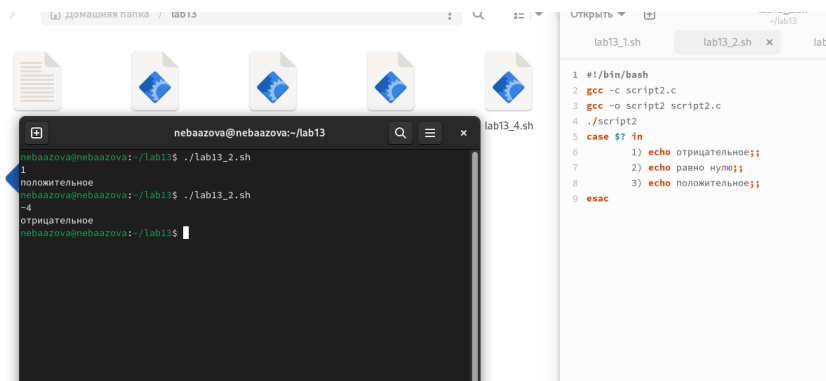 Домашняя папка / lab13
lab13_4.sh
nebaazova@nebaazova:~/lab13
nebaazova@nebaazova:~/lab13$ ./lab13_2.sh
1
положительное
nebaazova@nebaazova:~/lab13$ ./lab13_2.sh
-4
отрицательное
nebaazova@nebaazova:~/lab13$
Открыть
~/lab13
lab13_1.sh lab13_2.sh × lab
1 #!/bin/bash
2 gcc -c script2.c
3 gcc -o script2 script2.c
4 ./script2
5 case $? in
6 1) echo отрицательное;;
7 2) echo равно нулю;;
8 3) echo положительное;;
9 esac